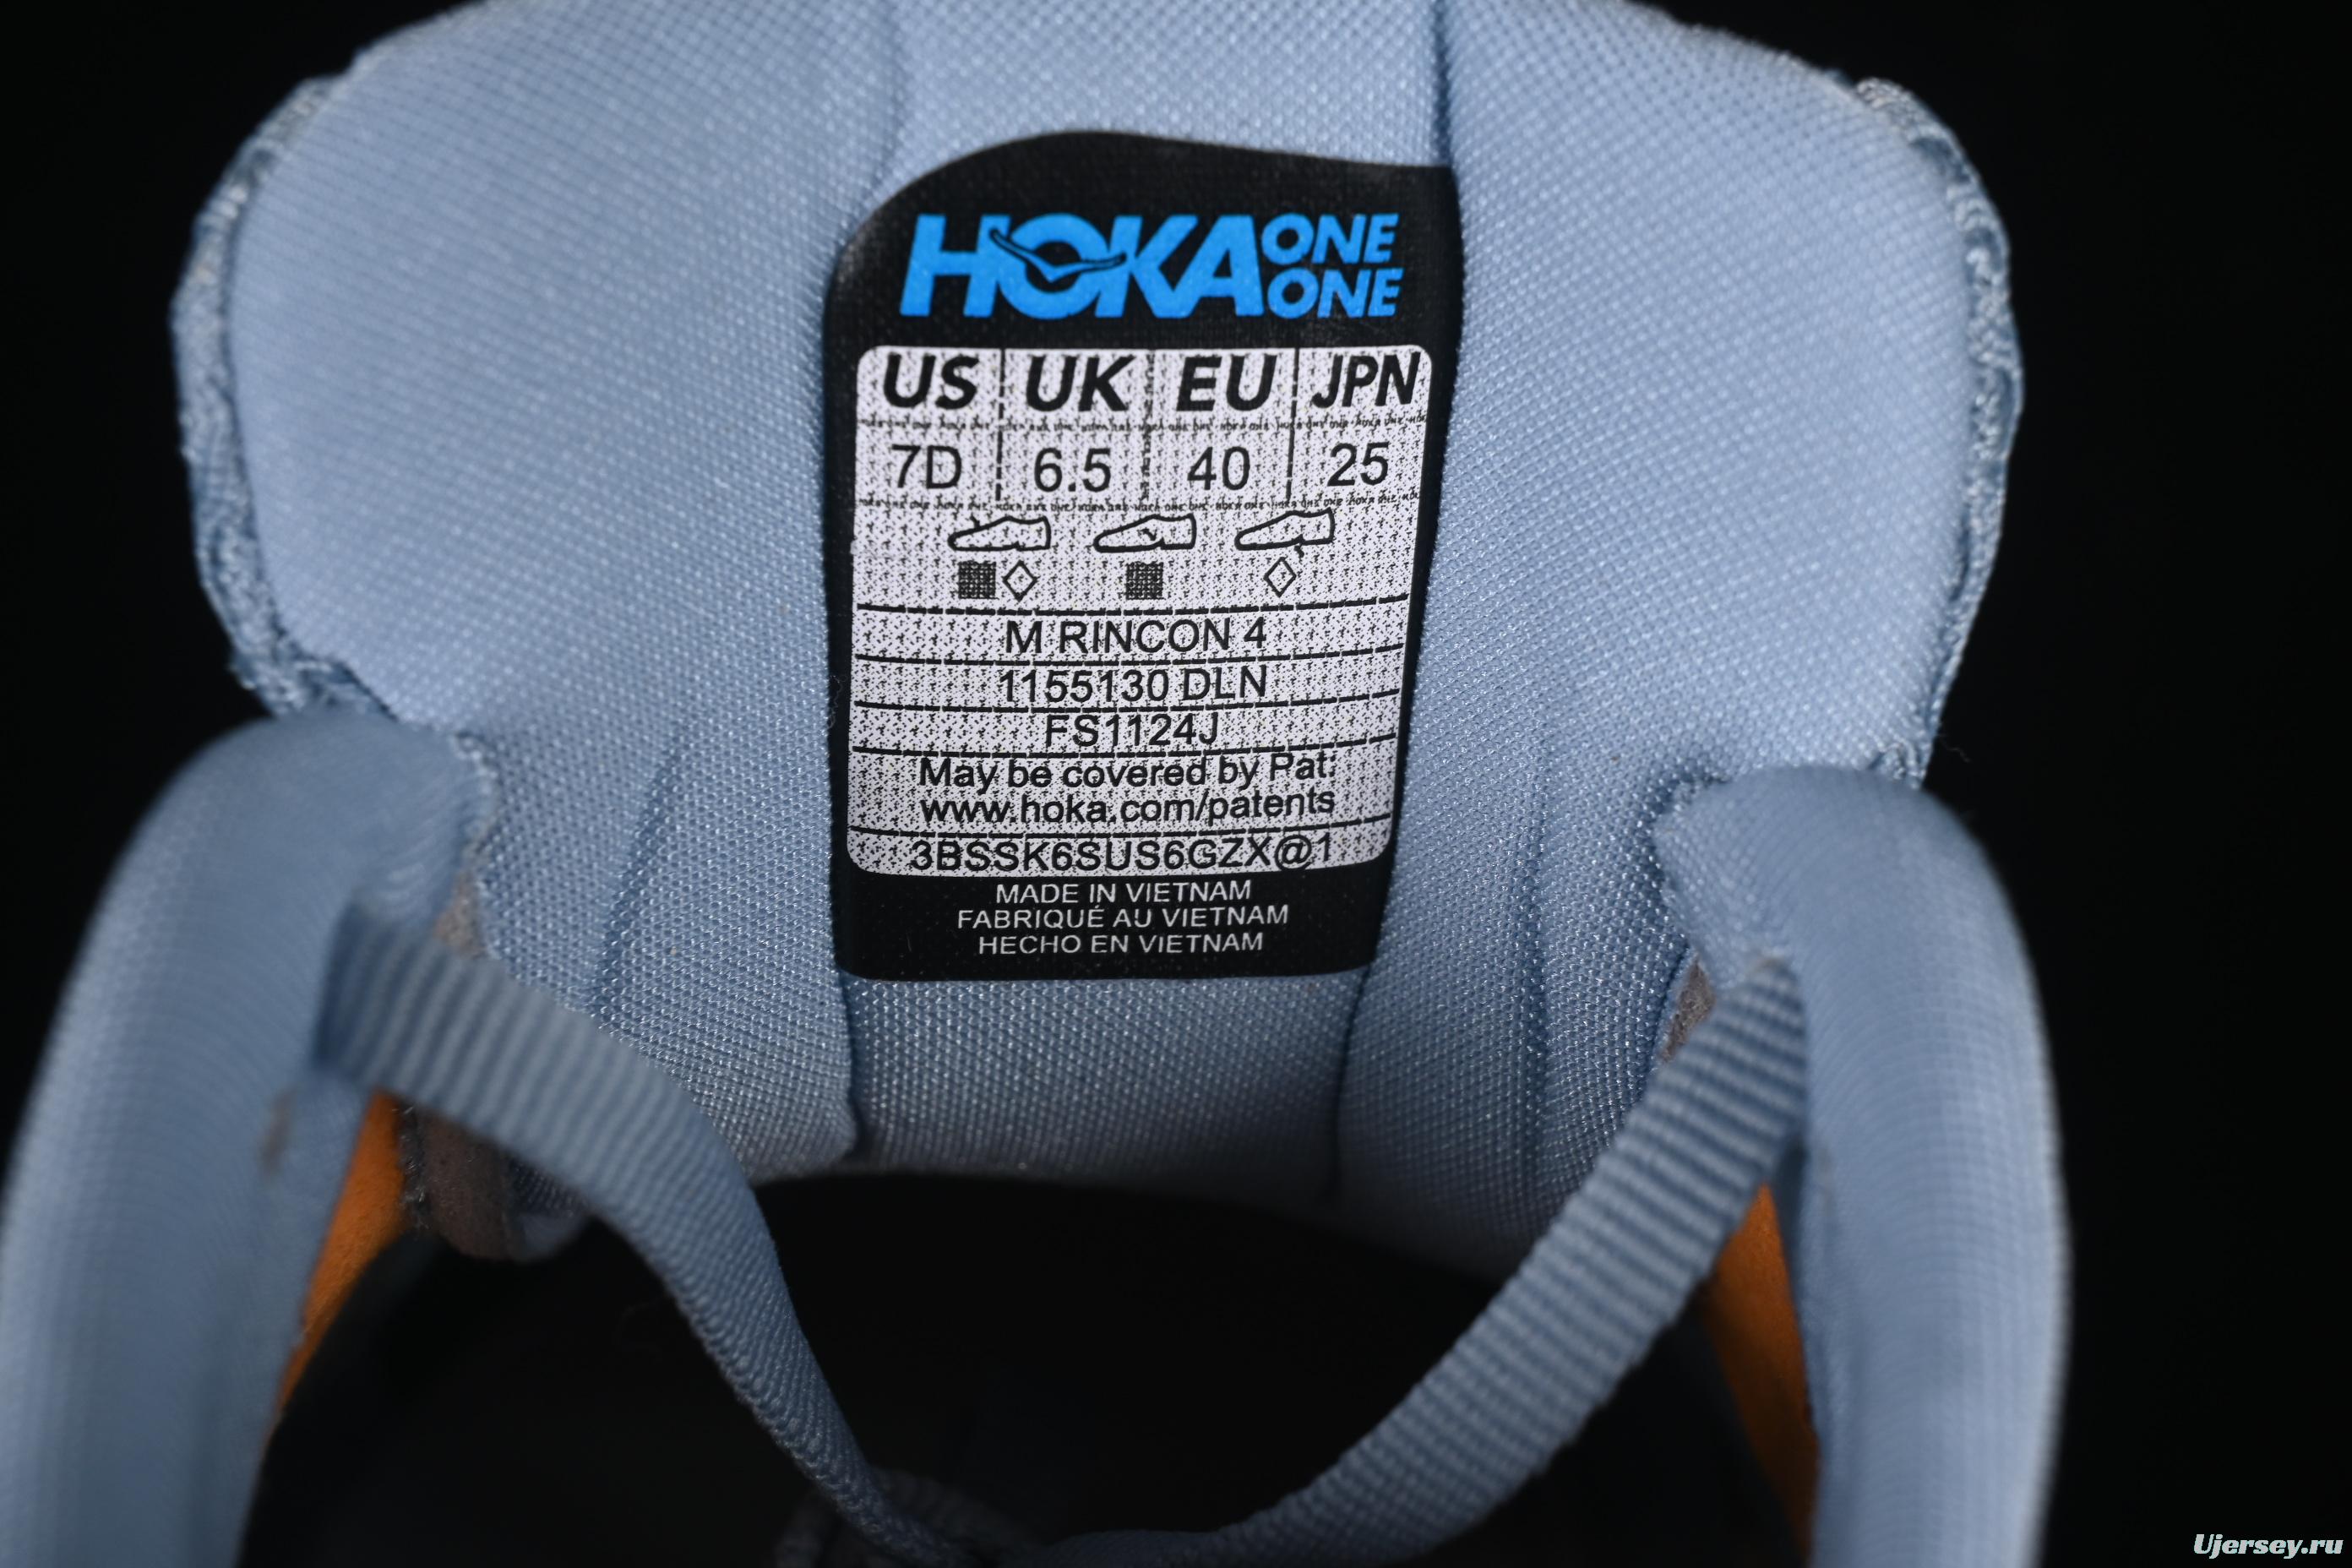 HOKA ONE ONE
US UK EU JPN
7D 6.5 40 25
M RINCON 4
1155130 DLN
FS1124J
May be covered by Pat:
www.hoka.com/patents
3BSSK6SUS6GZX@1
MADE IN VIETNAM
FABRIQUÉ AU VIETNAM
HECHO EN VIETNAM
Ujersey.ru